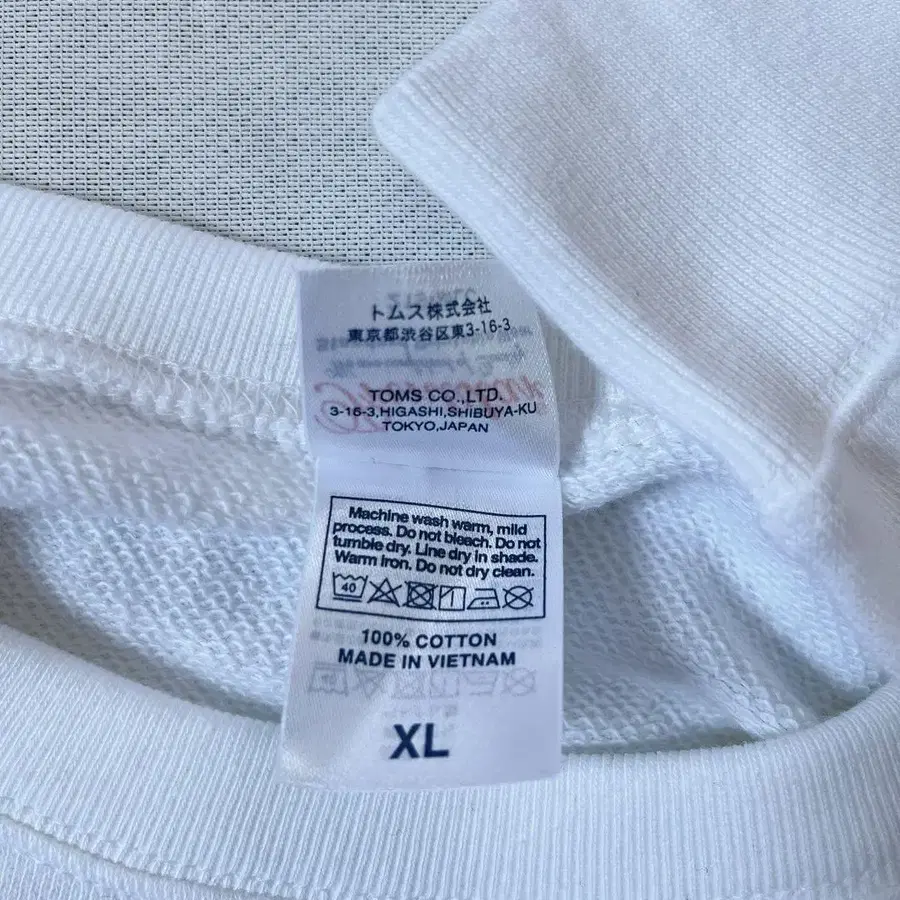 トムス株式会社
東京都渋谷区東3-16-3
TOMS CO.,LTD.
3-16-3,HIGASHI,SHIBUYA-KU
TOKYO,JAPAN
Machine wash warm, mild
process. Do not bleach. Do not
tumble dry. Line dry in shade.
Warm iron. Do not dry clean.
40
100% COTTON
MADE IN VIETNAM
XL